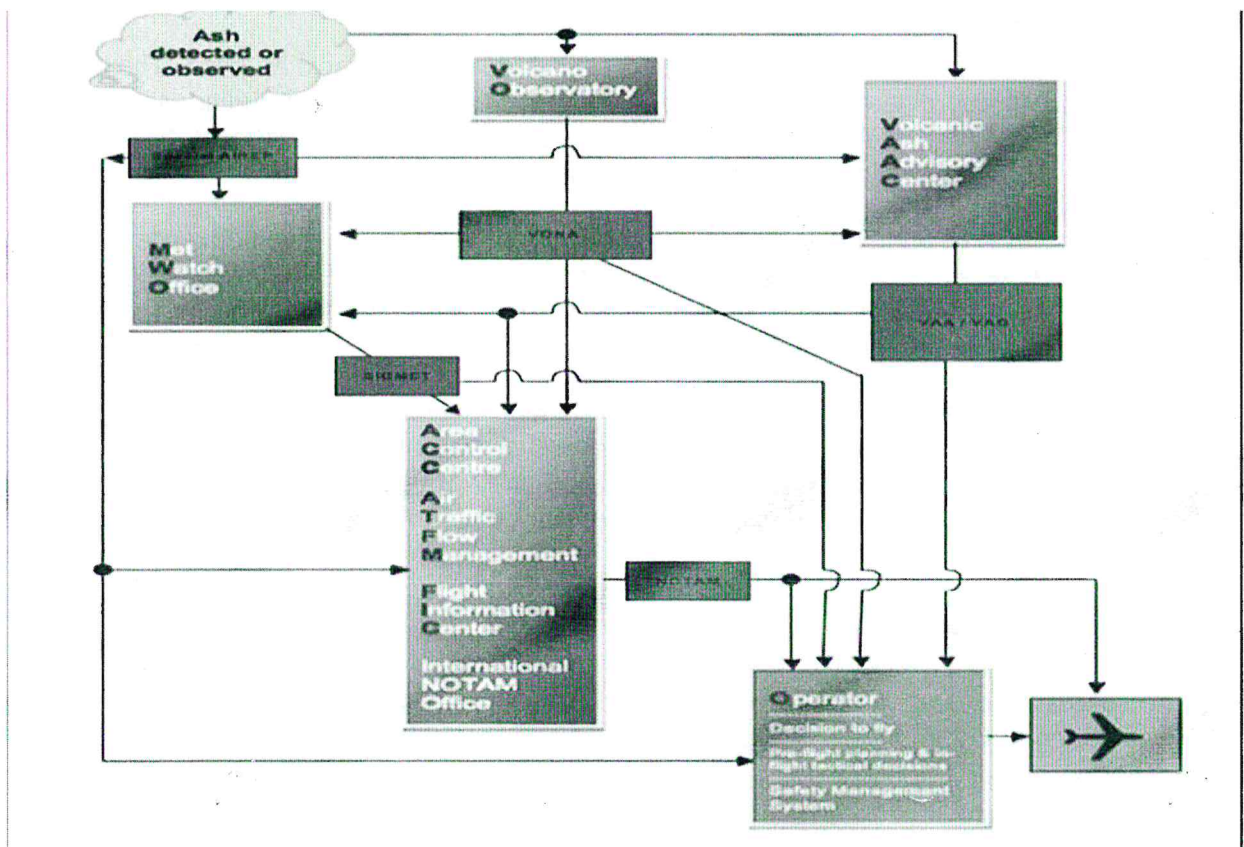 Ash
detected or
observed
Volcano
Observatory
Volcanic
Ash
Advisory
Center
Special AIREP
VONA
Met
Watch
Office
VAA / VAG
SIGMET
Area
Control
Centre
Air
Traffic
Flow
Management
Flight
Information
Center
International
NOTAM
Office
NOTAM
Operator
Decision to fly
Pre-flight planning & in-
flight tactical decisions
Safety Management
System